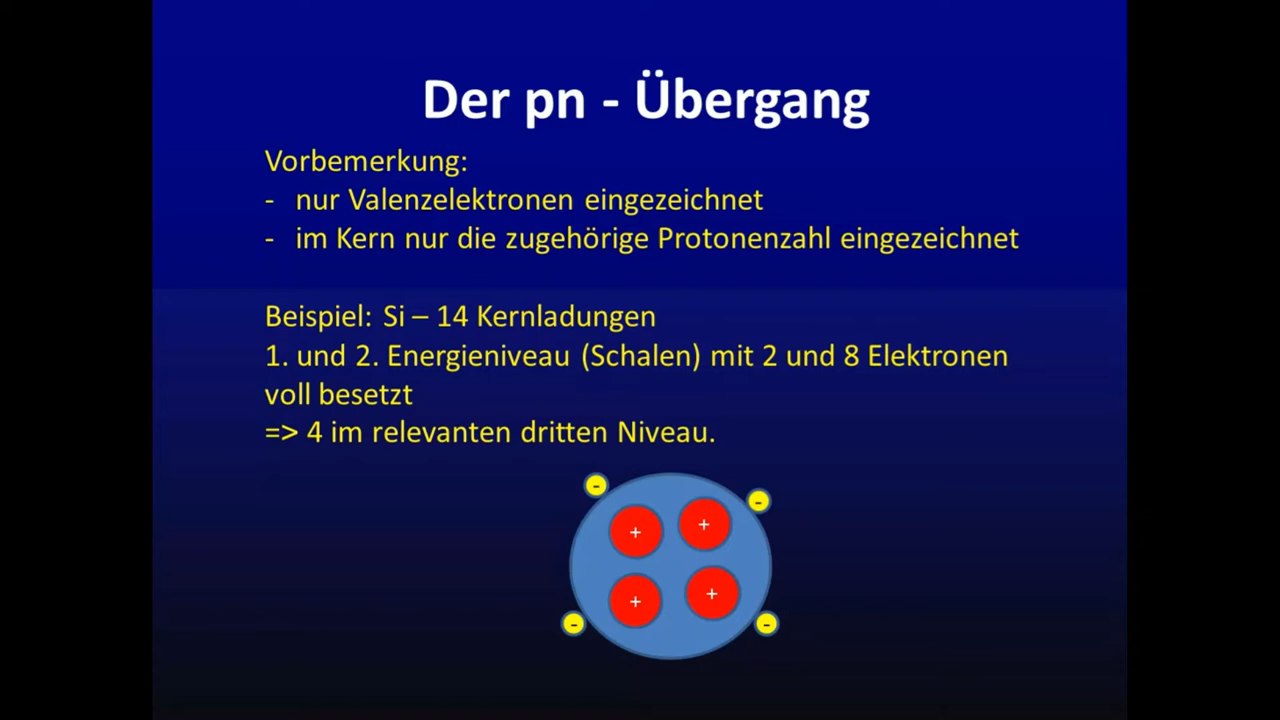 Der pn - Übergang
Vorbemerkung:
- nur Valenzelektronen eingezeichnet
- im Kern nur die zugehörige Protonenzahl eingezeichnet
Beispiel: Si – 14 Kernladungen
1. und 2. Energieniveau (Schalen) mit 2 und 8 Elektronen
voll besetzt
=> 4 im relevanten dritten Niveau.
- -
+ +
+ +
- -